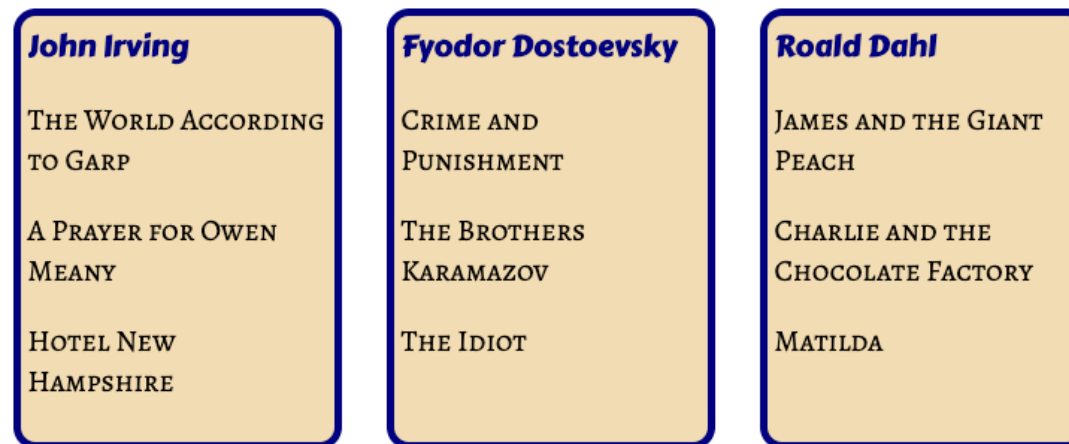 John Irving
The World According
to Garp
A Prayer for Owen
Meany
Hotel New
Hampshire
Fyodor Dostoevsky
Crime and
Punishment
The Brothers
Karamazov
The Idiot
Roald Dahl
James and the Giant
Peach
Charlie and the
Chocolate Factory
Matilda